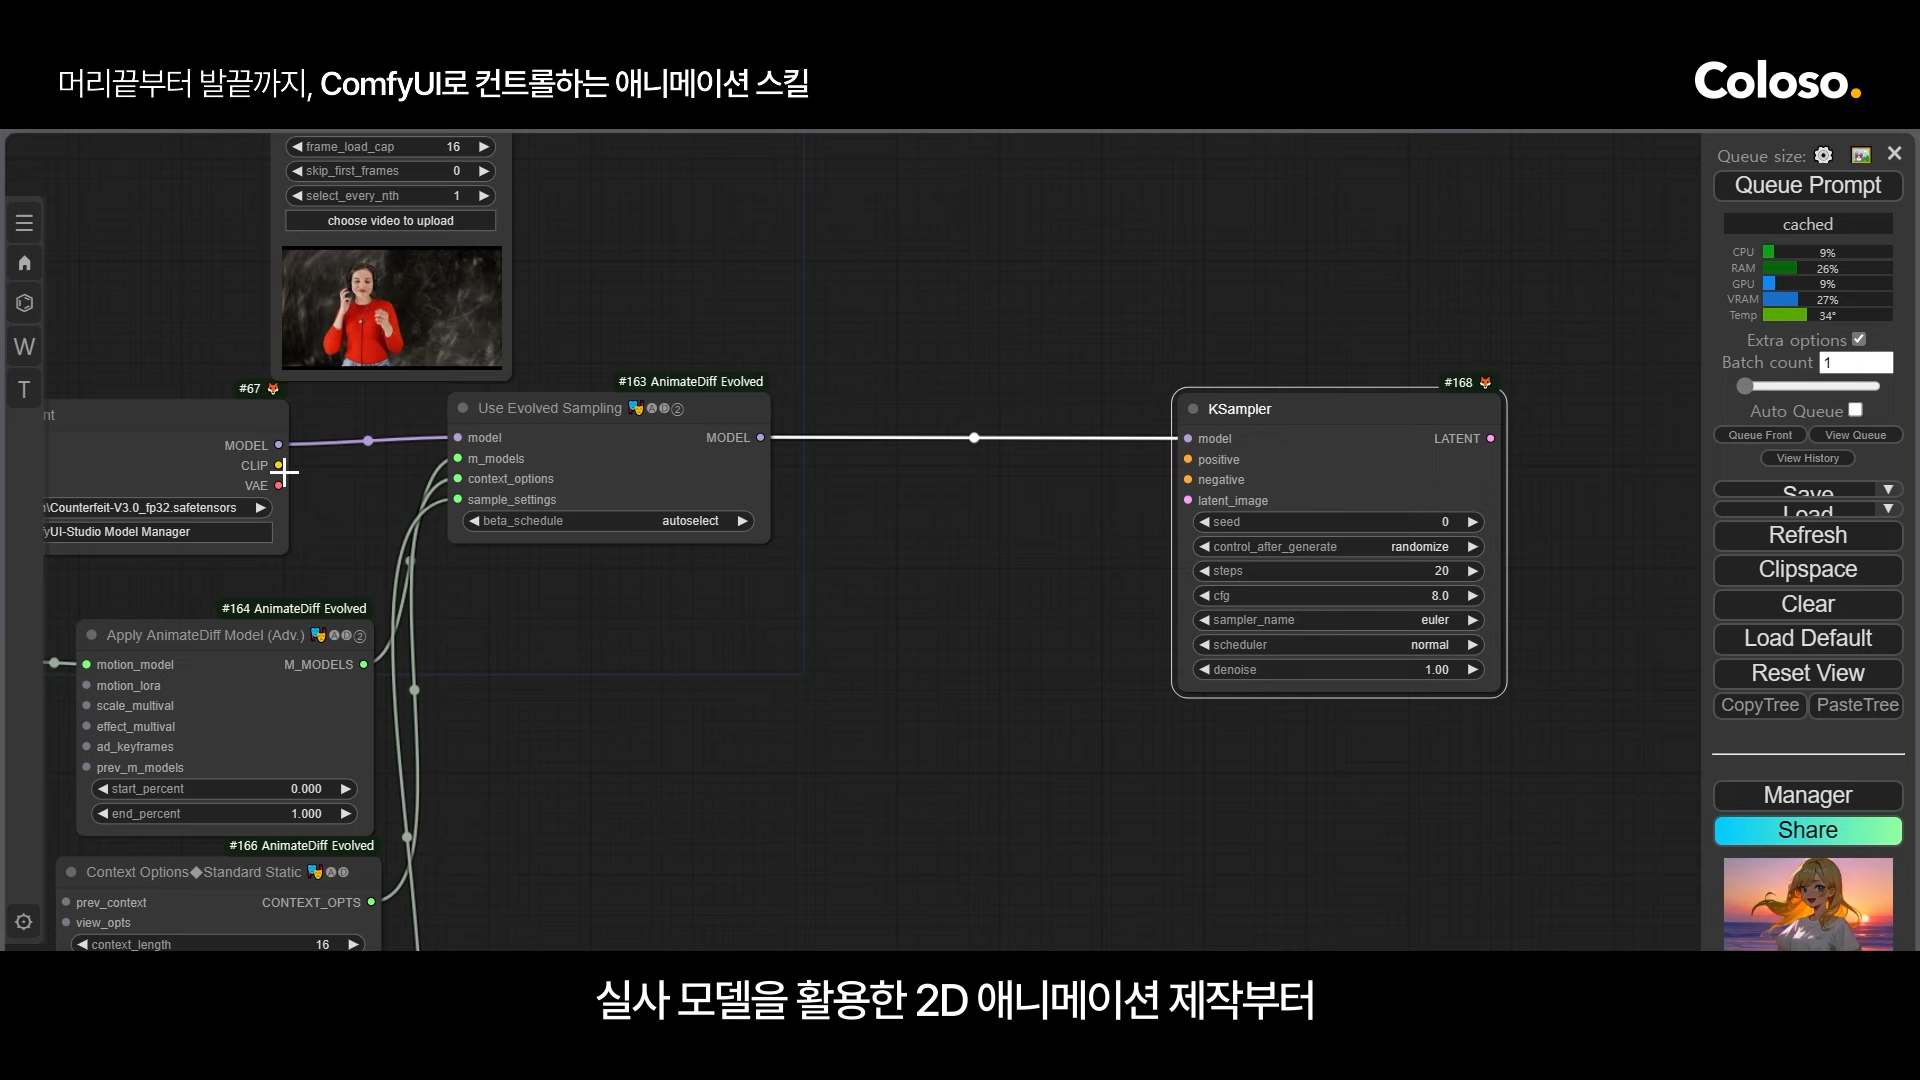 머리끝부터 발끝까지, ComfyUI로 컨트롤하는 애니메이션 스킬
Coloso.
frame_load_cap 16
skip_first_frames 0
select_every_nth 1
choose video to upload
#67
nt
MODEL
CLIP
VAE
\Counterfeit-V3.0_fp32.safetensors
yUI-Studio Model Manager
#163 AnimateDiff Evolved
Use Evolved Sampling 🎭ⒶⒹ②
model MODEL
m_models
context_options
sample_settings
beta_schedule autoselect
#164 AnimateDiff Evolved
Apply AnimateDiff Model (Adv.) 🎭ⒶⒹ②
motion_model M_MODELS
motion_lora
scale_multival
effect_multival
ad_keyframes
prev_m_models
start_percent 0.000
end_percent 1.000
#166 AnimateDiff Evolved
Context Options◆Standard Static 🎭ⒶⒹ
prev_context CONTEXT_OPTS
view_opts
context_length 16
#168
KSampler
model LATENT
positive
negative
latent_image
seed 0
control_after_generate randomize
steps 20
cfg 8.0
sampler_name euler
scheduler normal
denoise 1.00
W
T
Queue size:
Queue Prompt
cached
CPU 9%
RAM 26%
GPU 9%
VRAM 27%
Temp 34°
Extra options
Batch count 1
Auto Queue
Queue Front View Queue
View History
Save
Load
Refresh
Clipspace
Clear
Load Default
Reset View
CopyTree PasteTree
Manager
Share
실사 모델을 활용한 2D 애니메이션 제작부터